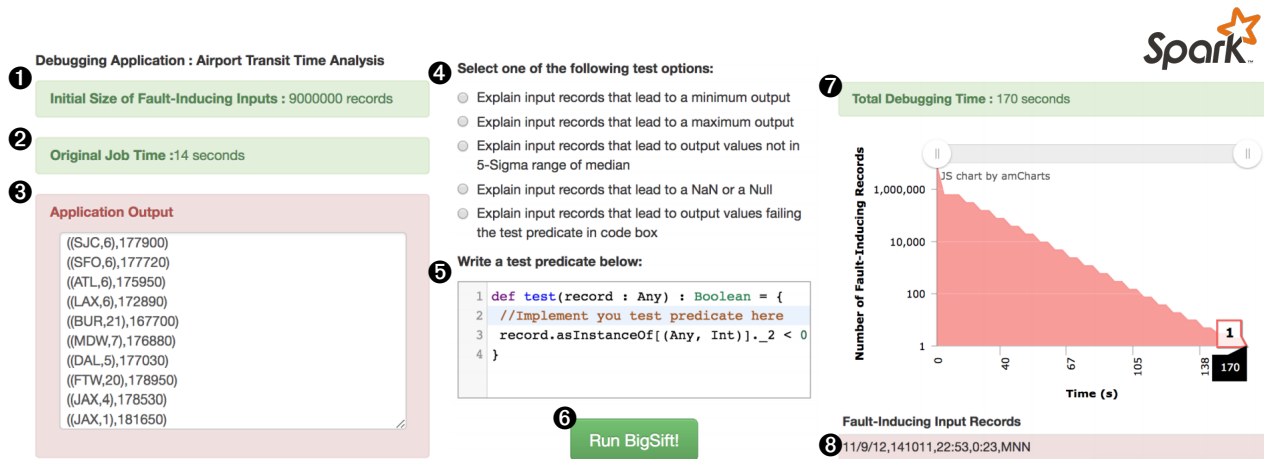 Spark
Debugging Application : Airport Transit Time Analysis
1
Initial Size of Fault-Inducing Inputs : 9000000 records
2
Original Job Time :14 seconds
3
Application Output
((SJC,6),177900)
((SFO,6),177720)
((ATL,6),175950)
((LAX,6),172890)
((BUR,21),167700)
((MDW,7),176880)
((DAL,5),177030)
((FTW,20),178950)
((JAX,4),178530)
((JAX,1),181650)
4
Select one of the following test options:
Explain input records that lead to a minimum output
Explain input records that lead to a maximum output
Explain input records that lead to output values not in
5-Sigma range of median
Explain input records that lead to a NaN or a Null
Explain input records that lead to output values failing
the test predicate in code box
5
Write a test predicate below:
1 def test(record : Any) : Boolean = {
2 //Implement you test predicate here
3 record.asInstanceOf[(Any, Int)]._2 < 0
4 }
6
Run BigSift!
7
Total Debugging Time : 170 seconds
JS chart by amCharts
Number of Fault-Inducing Records
1,000,000
10,000
100
1
1
0
40
67
105
138
170
Time (s)
Fault-Inducing Input Records
8
11/9/12,141011,22:53,0:23,MNN